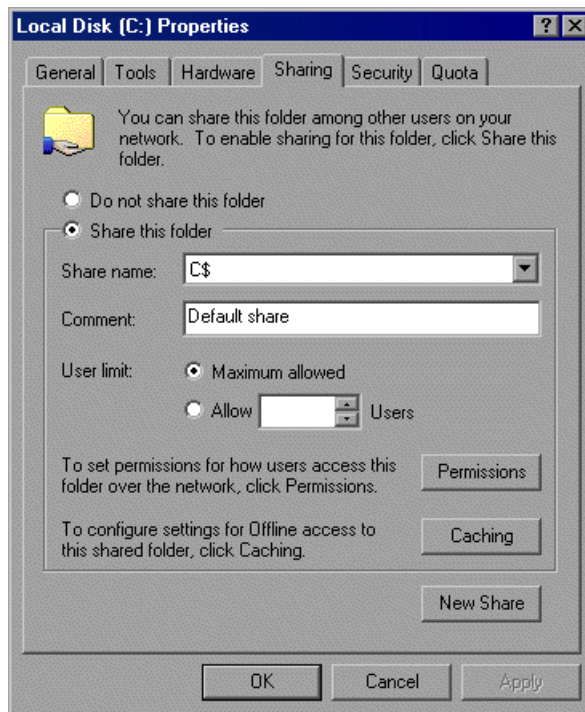 Local Disk (C:) Properties
General Tools Hardware Sharing Security Quota
You can share this folder among other users on your
network. To enable sharing for this folder, click Share this
folder.
Do not share this folder
Share this folder
Share name: C$
Comment: Default share
User limit: Maximum allowed
Allow Users
To set permissions for how users access this
folder over the network, click Permissions.
Permissions
To configure settings for Offline access to
this shared folder, click Caching.
Caching
New Share
OK Cancel Apply